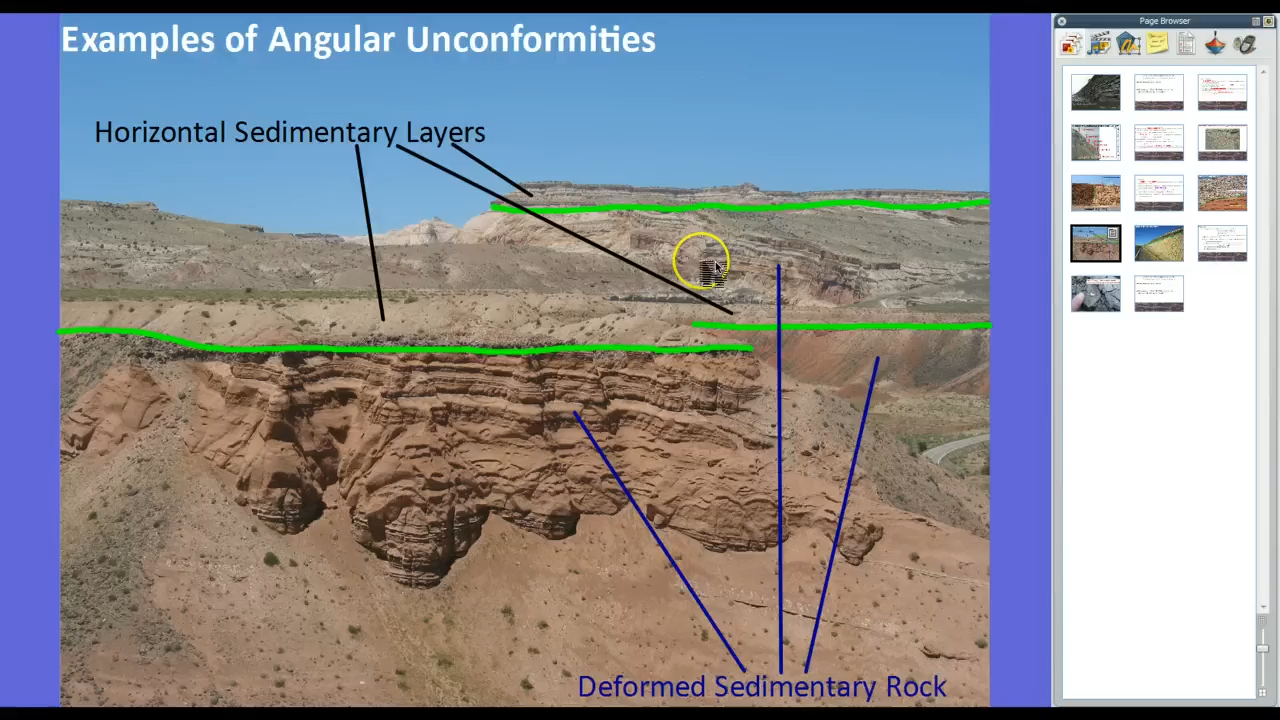 Examples of Angular Unconformities
Page Browser
Horizontal Sedimentary Layers
Deformed Sedimentary Rock